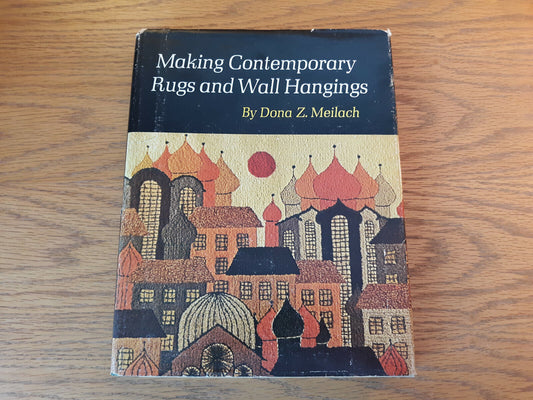 Making Contemporary
Rugs and Wall Hangings
By Dona Z. Meilach